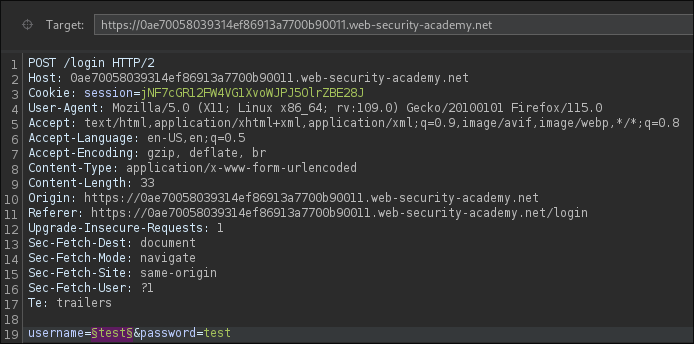 Target: https://0ae70058039314ef86913a7700b90011.web-security-academy.net
1 POST /login HTTP/2
2 Host: 0ae70058039314ef86913a7700b90011.web-security-academy.net
3 Cookie: session=jNF7cGRl2FW4VGlXvoWJPJ5OlrZBE28J
4 User-Agent: Mozilla/5.0 (X11; Linux x86_64; rv:109.0) Gecko/20100101 Firefox/115.0
5 Accept: text/html,application/xhtml+xml,application/xml;q=0.9,image/avif,image/webp,*/*;q=0.8
6 Accept-Language: en-US,en;q=0.5
7 Accept-Encoding: gzip, deflate, br
8 Content-Type: application/x-www-form-urlencoded
9 Content-Length: 33
10 Origin: https://0ae70058039314ef86913a7700b90011.web-security-academy.net
11 Referer: https://0ae70058039314ef86913a7700b90011.web-security-academy.net/login
12 Upgrade-Insecure-Requests: 1
13 Sec-Fetch-Dest: document
14 Sec-Fetch-Mode: navigate
15 Sec-Fetch-Site: same-origin
16 Sec-Fetch-User: ?1
17 Te: trailers
18
19 username=§test§&password=test